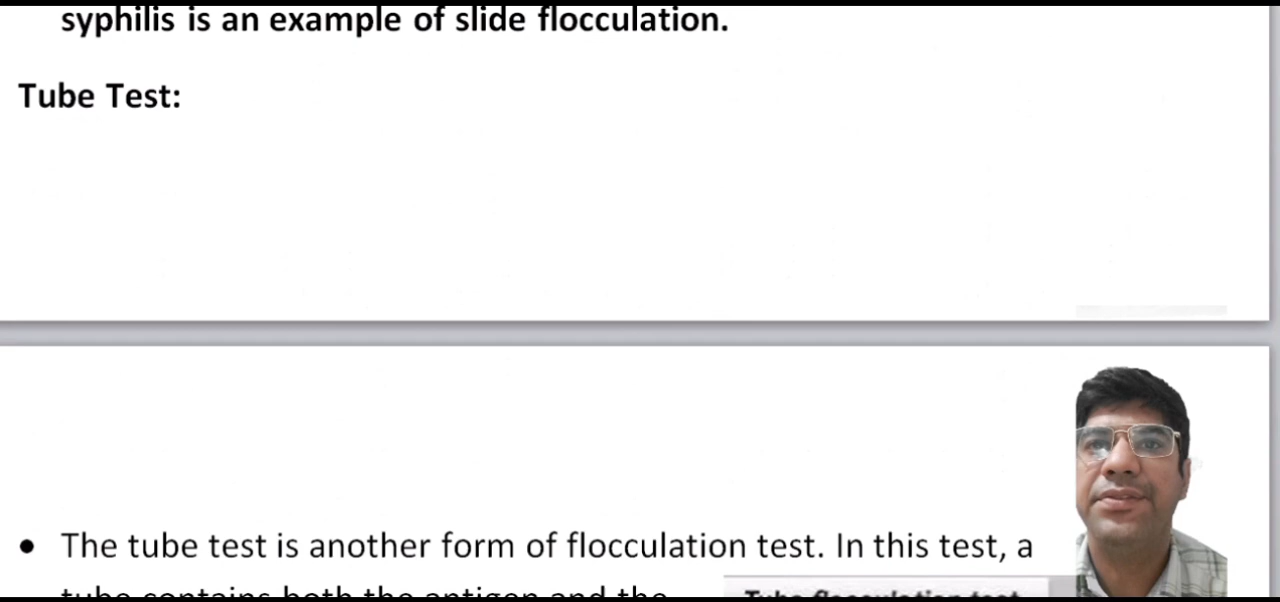 syphilis is an example of slide flocculation.
Tube Test:
• The tube test is another form of flocculation test. In this test, a
tube contains both the antigen and the
Tube flocculation test